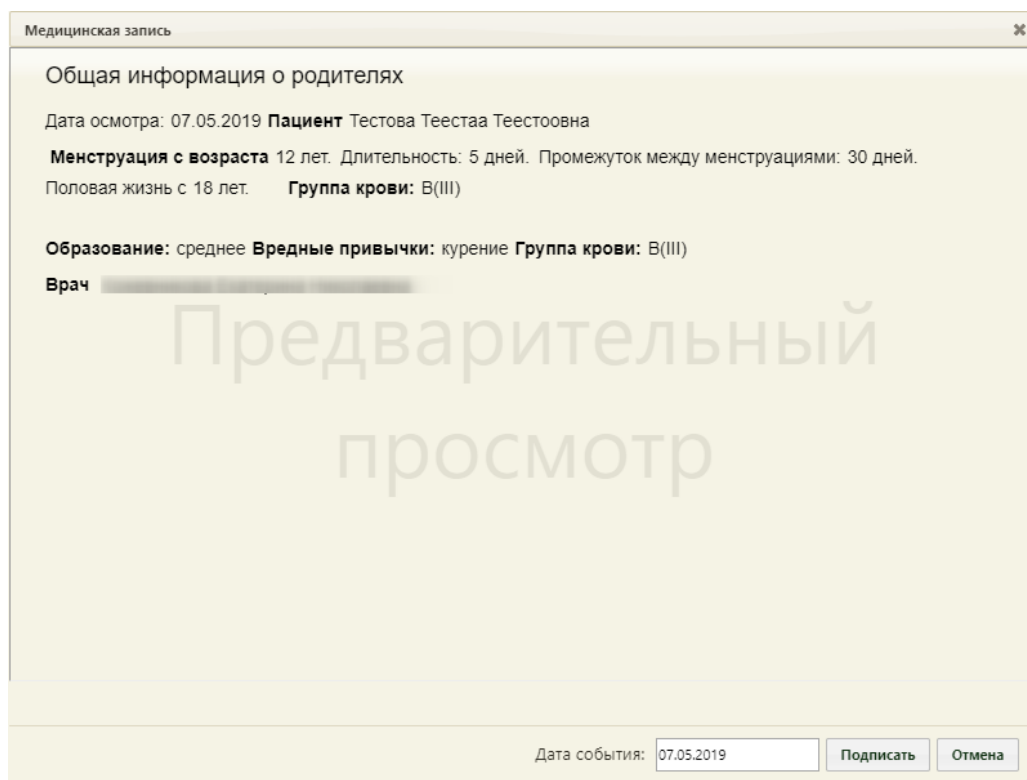 Медицинская запись
Общая информация о родителях
Дата осмотра: 07.05.2019 Пациент Тестова Теестаа Теестоовна
Менструация с возраста 12 лет. Длительность: 5 дней. Промежуток между менструациями: 30 дней.
Половая жизнь с 18 лет. Группа крови: B(III)
Образование: среднее Вредные привычки: курение Группа крови: B(III)
Врач
Предварительный
просмотр
Дата события: 07.05.2019 Подписать Отмена